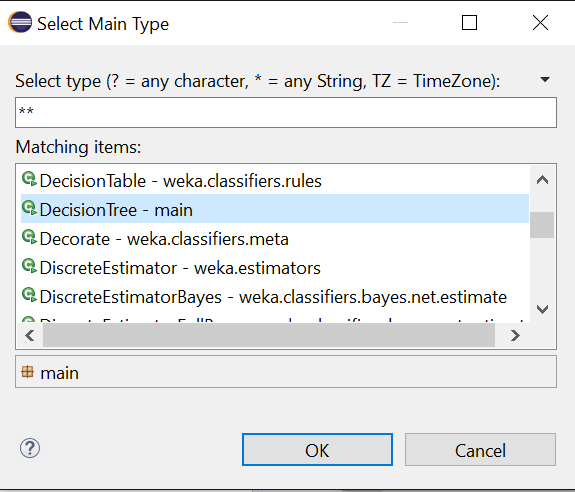 Select Main Type
Select type (? = any character, * = any String, TZ = TimeZone):
**
Matching items:
DecisionTable - weka.classifiers.rules
DecisionTree - main
Decorate - weka.classifiers.meta
DiscreteEstimator - weka.estimators
DiscreteEstimatorBayes - weka.classifiers.bayes.net.estimate
main
OK
Cancel